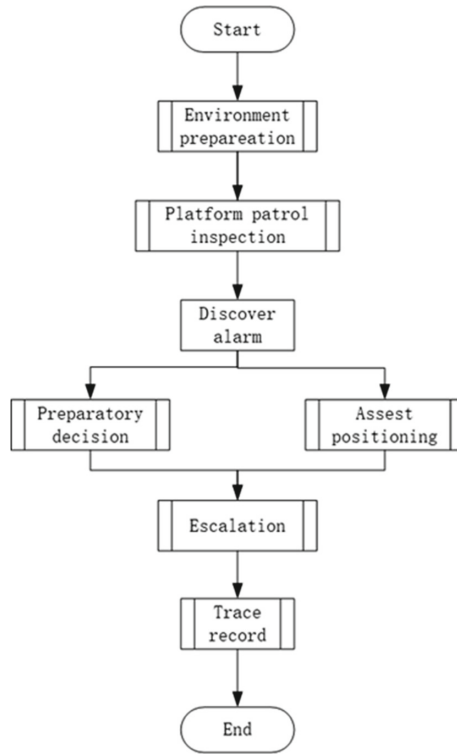 Start
Environment
prepareation
Platform patrol
inspection
Discover
alarm
Preparatory
decision
Assest
positioning
Escalation
Trace
record
End